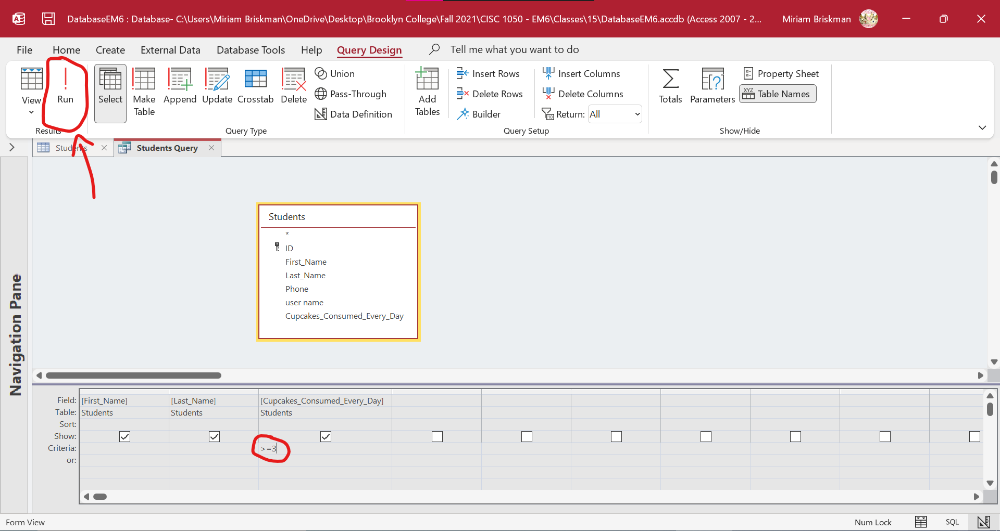 DatabaseEM6 : Database- C:\Users\Miriam Briskman\OneDrive\Desktop\Brooklyn College\Fall 2021\CISC 1050 - EM6\Classes\15\DatabaseEM6.accdb (Access 2007 - 2... Miriam Briskman
File Home Create External Data Database Tools Help Query Design Tell me what you want to do
View
Run
Results
Select
Make Table
Append
Update
Crosstab
Delete
Union
Pass-Through
Data Definition
Query Type
Add Tables
Insert Rows
Delete Rows
Builder
Insert Columns
Delete Columns
Return: All
Query Setup
Totals
Parameters
Property Sheet
XYZ Table Names
Show/Hide
Students
Students Query
Navigation Pane
Students
*
ID
First_Name
Last_Name
Phone
user name
Cupcakes_Consumed_Every_Day
Field: [First_Name] [Last_Name] [Cupcakes_Consumed_Every_Day]
Table: Students Students Students
Sort:
Show:
Criteria: >=3
or:
Form View Num Lock SQL